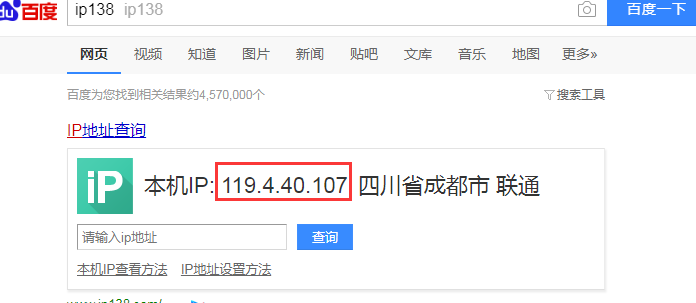 du百度 ip138 ip138 百度一下
网页 视频 知道 图片 新闻 贴吧 文库 音乐 地图 更多»
百度为您找到相关结果约4,570,000个 搜索工具
IP地址查询
iP 本机IP: 119.4.40.107 四川省成都市 联通
请输入ip地址 查询
本机IP查看方法 IP地址设置方法
www.ip138.com/